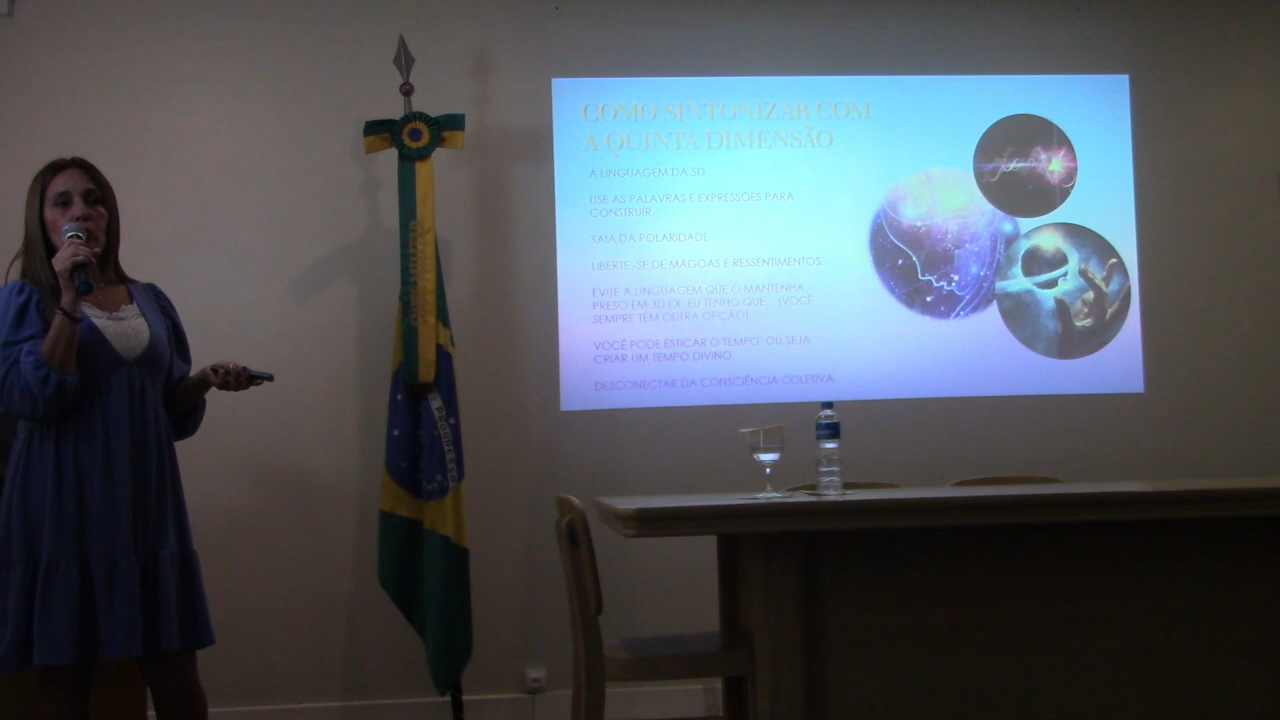 COMO SINTONIZAR COM
A QUINTA DIMENSÃO
A LINGUAGEM DA 5D
USE AS PALAVRAS E EXPRESSÕES PARA
CONSTRUIR.
SAIA DA POLARIDADE
LIBERTE-SE DE MÁGOAS E RESSENTIMENTOS.
EVITE A LINGUAGEM QUE O MANTENHA
PRESO EM 3D EX: EU TENHO QUE... (VOCÊ
SEMPRE TEM OUTRA OPÇÃO)
VOCÊ PODE ESTICAR O TEMPO, OU SEJA
CRIAR UM TEMPO DIVINO.
DESCONECTAR DA CONSCIÊNCIA COLETIVA.
PROGRESSO